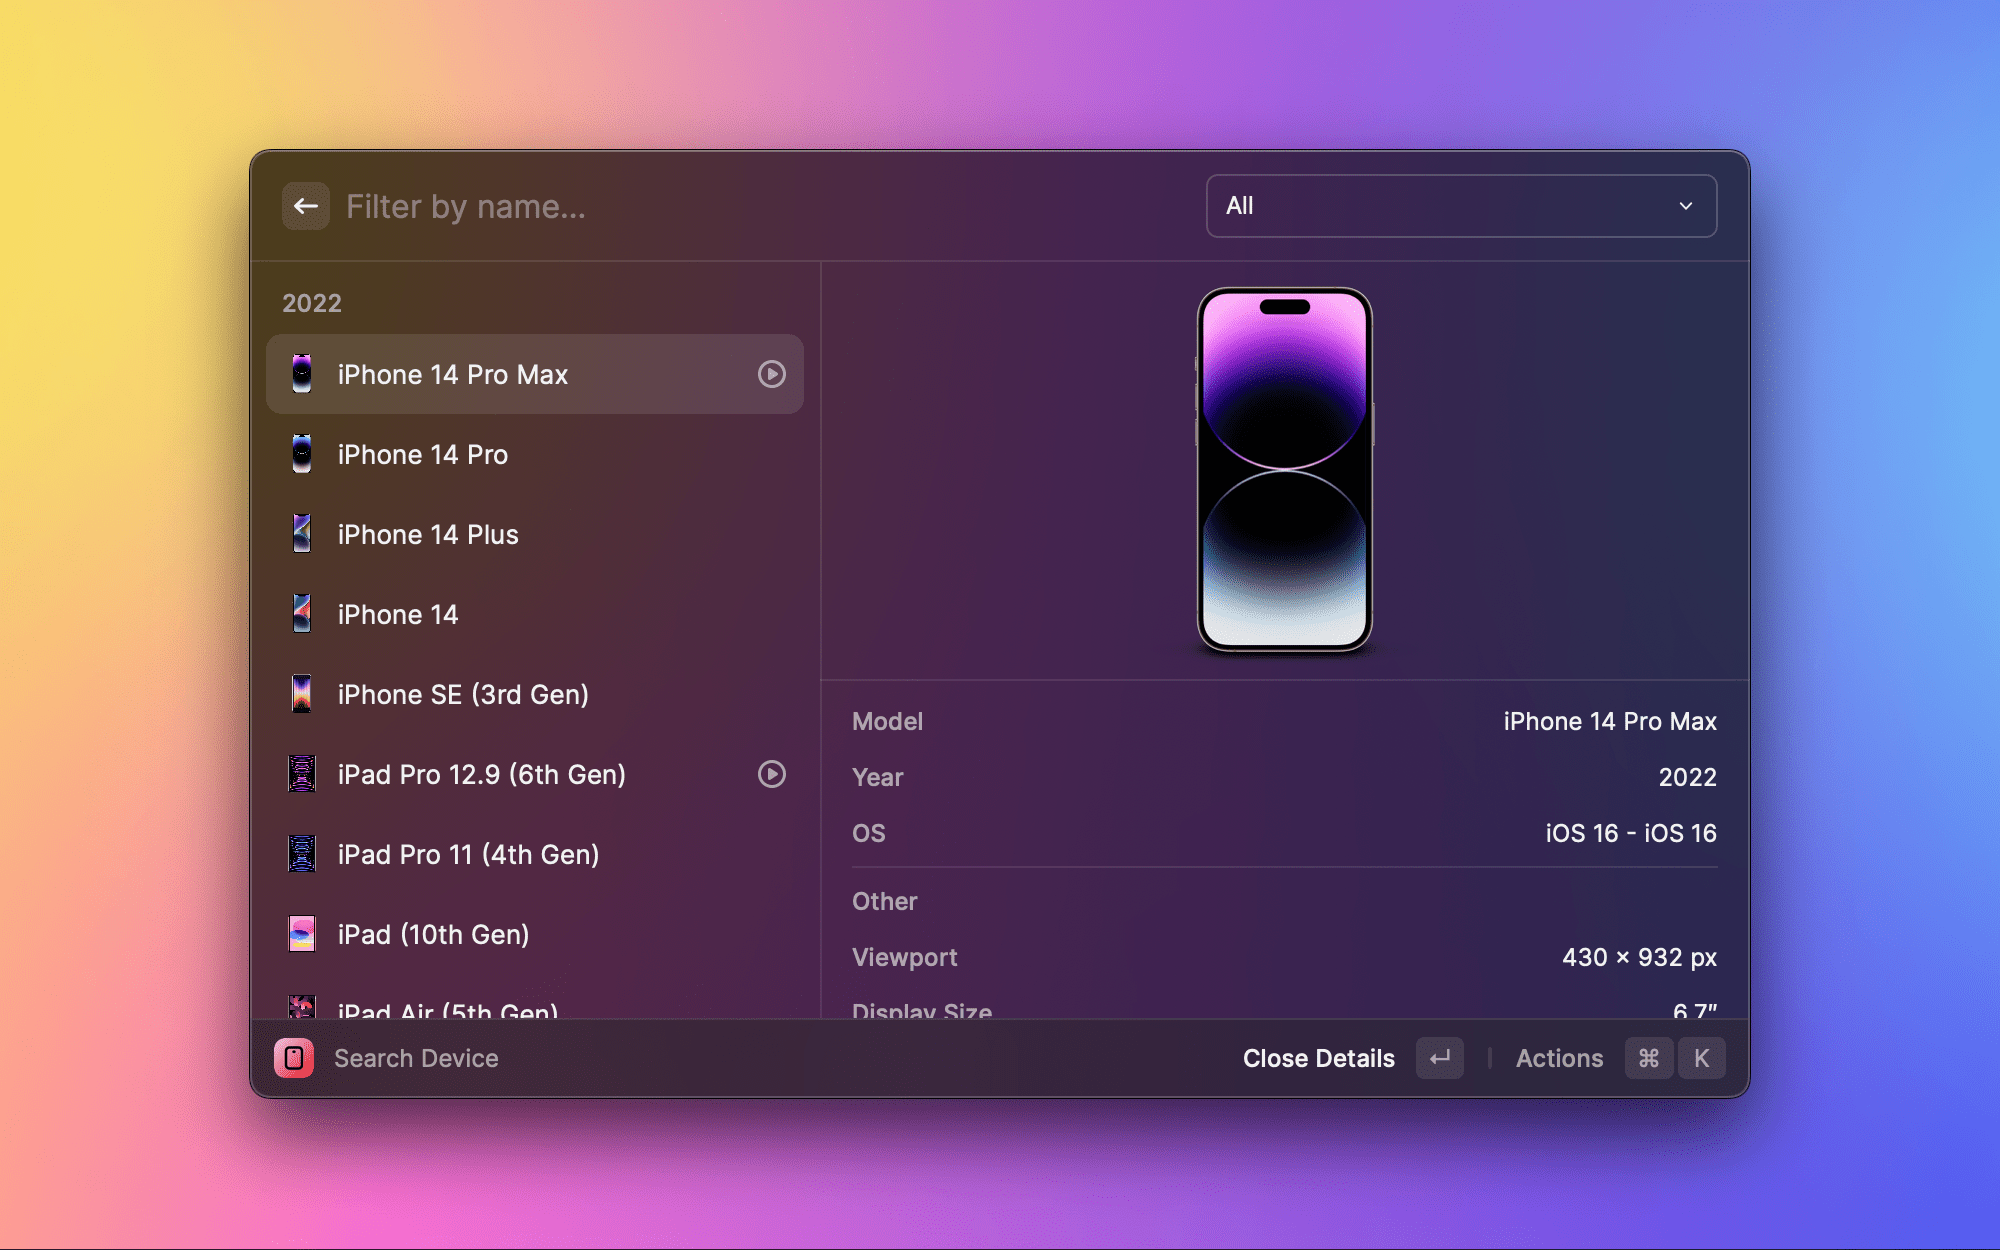 Filter by name...
All
2022
iPhone 14 Pro Max
iPhone 14 Pro
iPhone 14 Plus
iPhone 14
iPhone SE (3rd Gen)
iPad Pro 12.9 (6th Gen)
iPad Pro 11 (4th Gen)
iPad (10th Gen)
iPad Air (5th Gen)
Model iPhone 14 Pro Max
Year 2022
OS iOS 16 - iOS 16
Other
Viewport 430 × 932 px
Display Size 6.7″
Search Device
Close Details ↵ | Actions ⌘ K